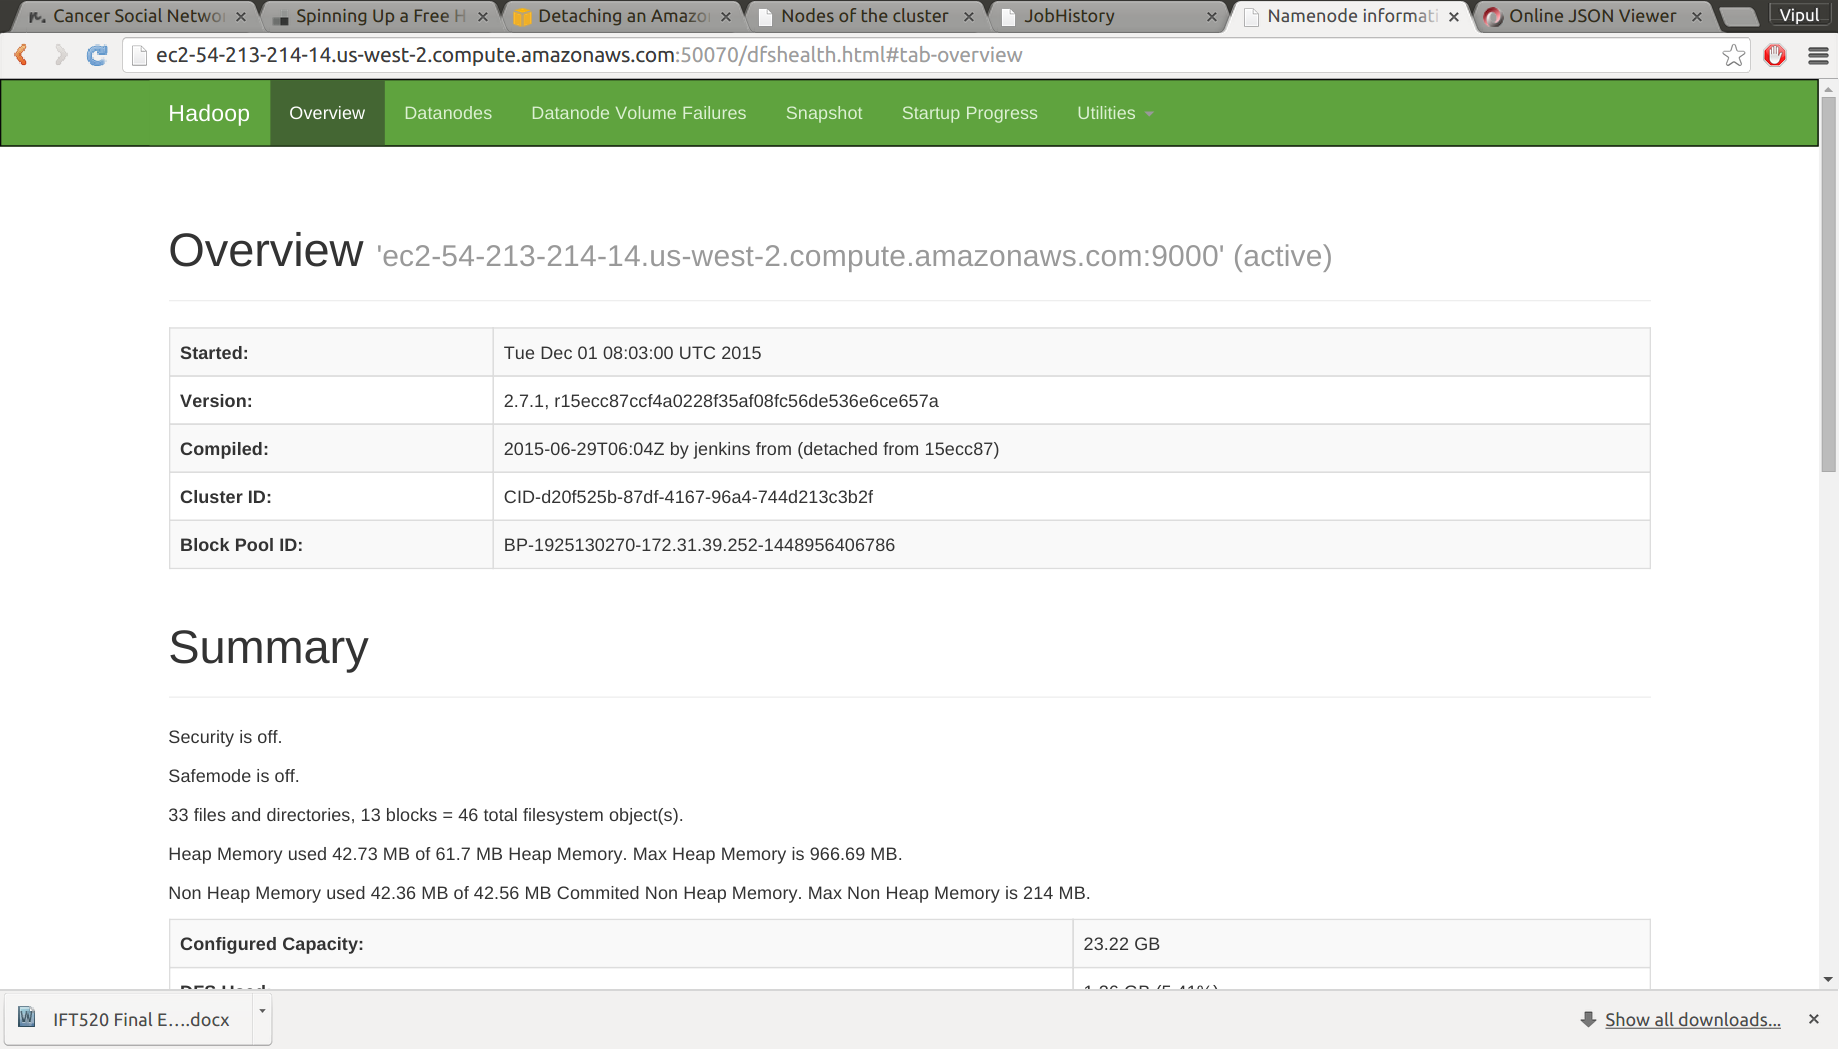 Cancer Social Networ
Spinning Up a Free H
Detaching an Amazo
Nodes of the cluster
JobHistory
Namenode informati
Online JSON Viewer
Vipul
ec2-54-213-214-14.us-west-2.compute.amazonaws.com:50070/dfshealth.html#tab-overview
Hadoop Overview Datanodes Datanode Volume Failures Snapshot Startup Progress Utilities
Overview 'ec2-54-213-214-14.us-west-2.compute.amazonaws.com:9000' (active)
Started: Tue Dec 01 08:03:00 UTC 2015
Version: 2.7.1, r15ecc87ccf4a0228f35af08fc56de536e6ce657a
Compiled: 2015-06-29T06:04Z by jenkins from (detached from 15ecc87)
Cluster ID: CID-d20f525b-87df-4167-96a4-744d213c3b2f
Block Pool ID: BP-1925130270-172.31.39.252-1448956406786
Summary
Security is off.
Safemode is off.
33 files and directories, 13 blocks = 46 total filesystem object(s).
Heap Memory used 42.73 MB of 61.7 MB Heap Memory. Max Heap Memory is 966.69 MB.
Non Heap Memory used 42.36 MB of 42.56 MB Commited Non Heap Memory. Max Non Heap Memory is 214 MB.
Configured Capacity: 23.22 GB
DFS Used:
IFT520 Final E....docx
Show all downloads...